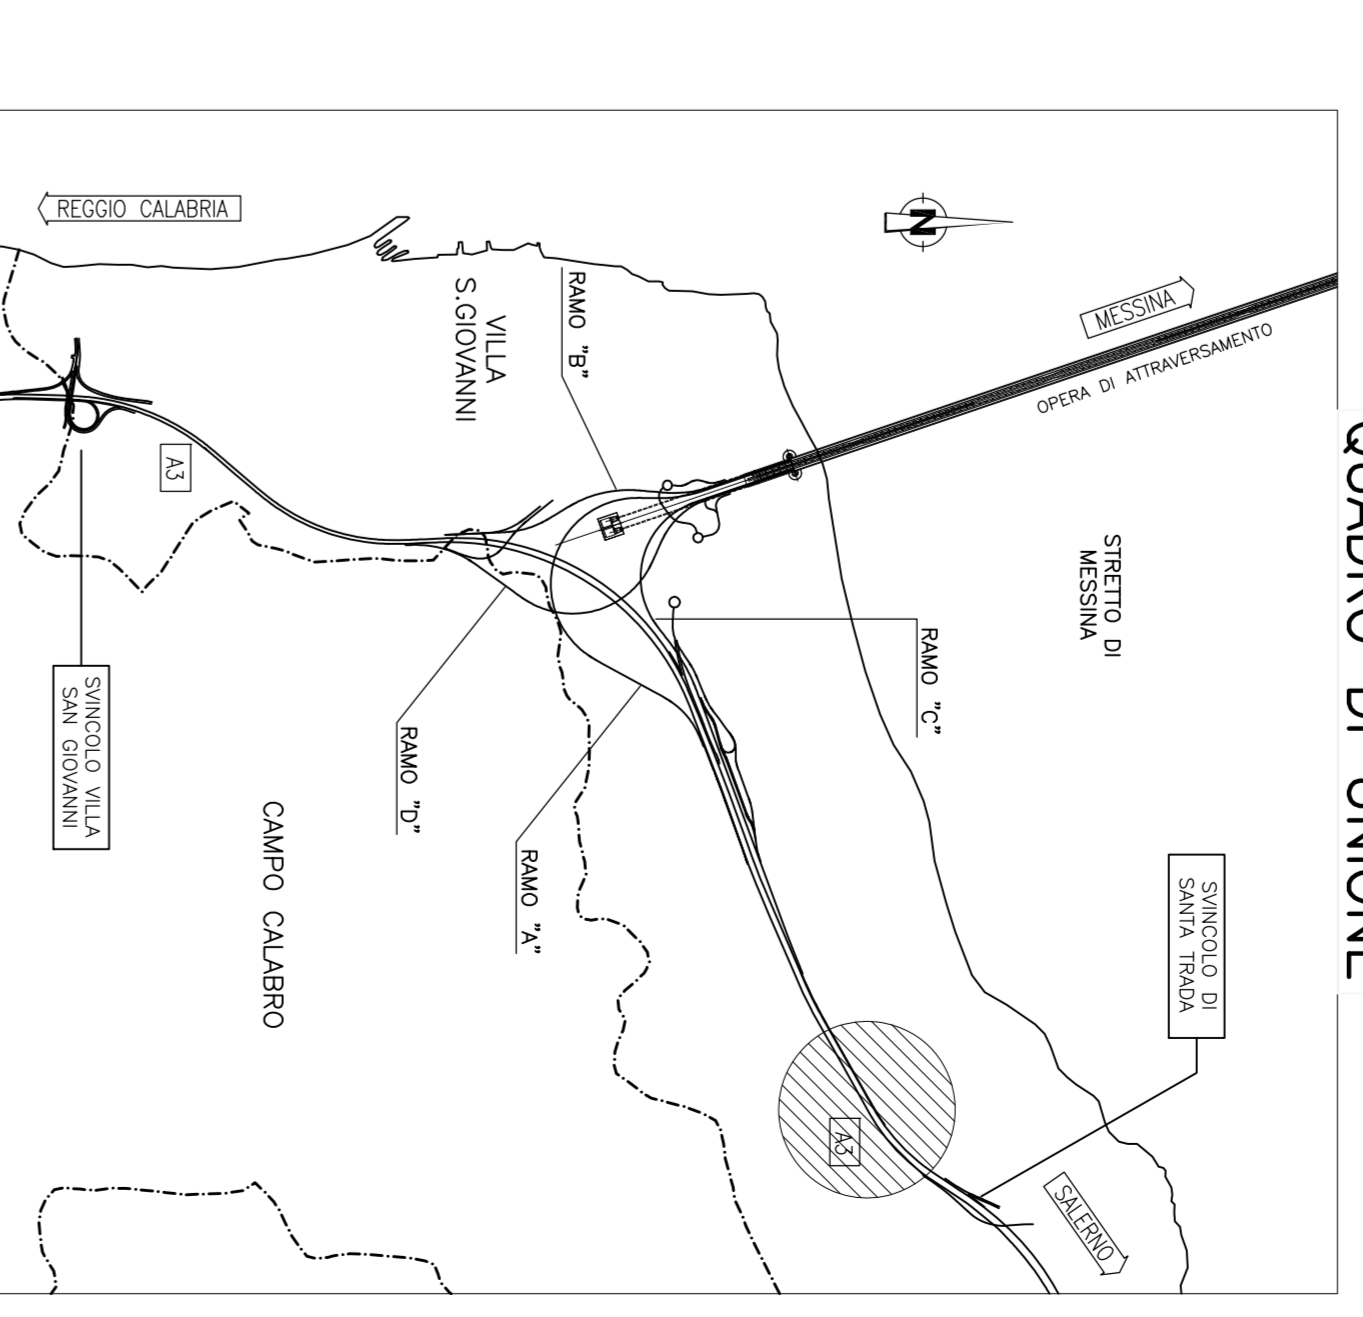 QUADRO DI UNIONE
REGGIO CALABRIA
N
MESSINA
OPERA DI ATTRAVERSAMENTO
VILLA
S.GIOVANNI
RAMO "B"
A3
STRETTO DI
MESSINA
RAMO "C"
SVINCOLO VILLA
SAN GIOVANNI
RAMO "D"
RAMO "A"
CAMPO CALABRO
SVINCOLO DI
SANTA TRADA
A3
SALERNO